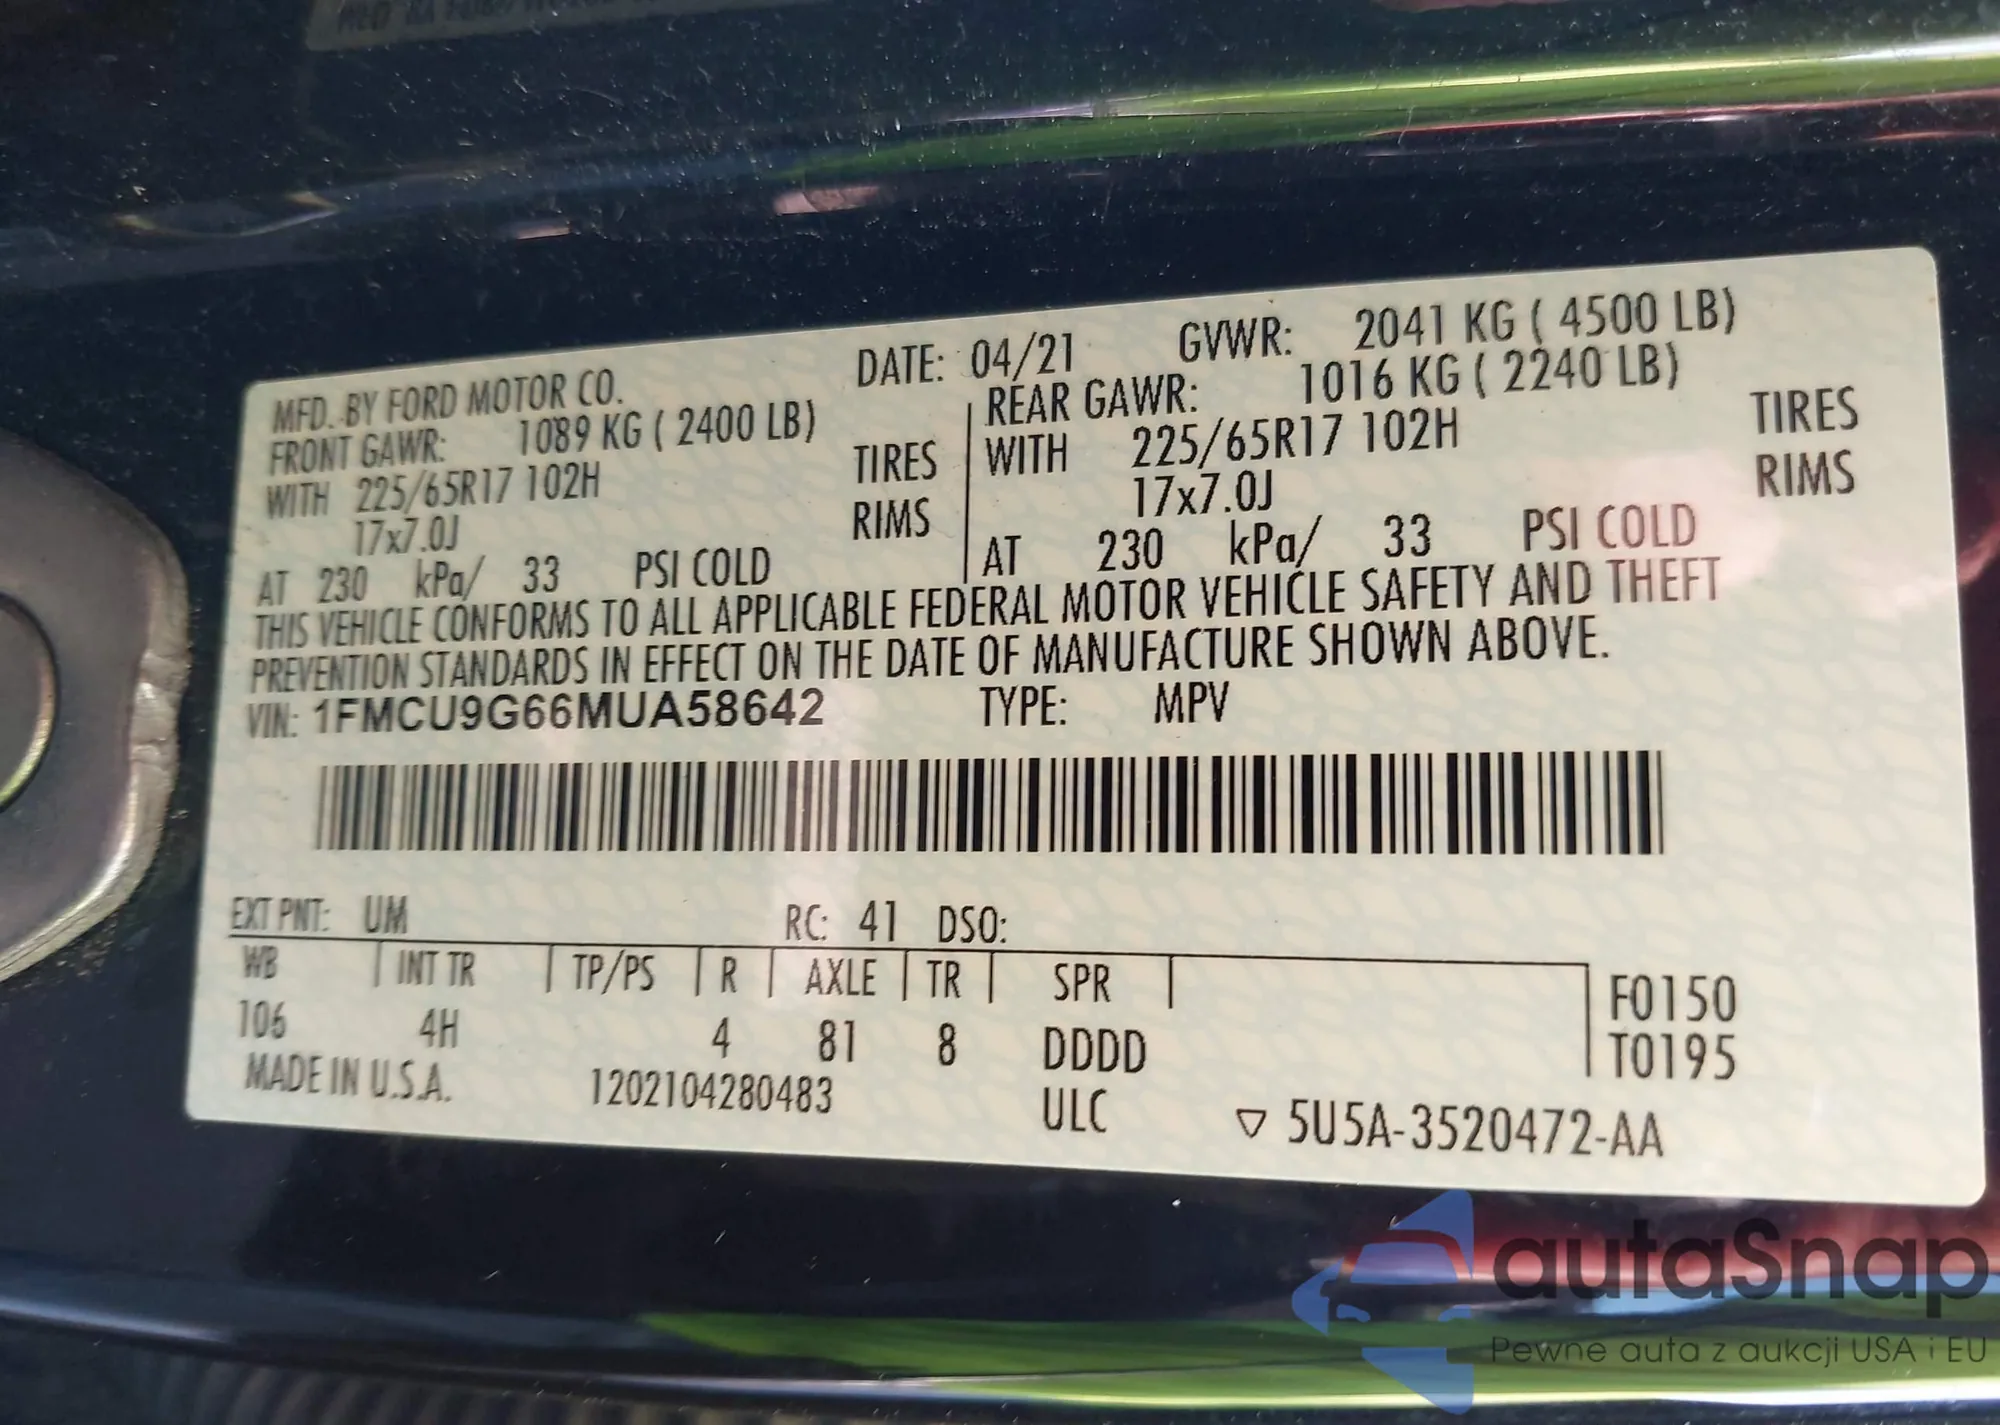 MFD. BY FORD MOTOR CO. DATE: 04/21 GVWR: 2041 KG ( 4500 LB)
FRONT GAWR: 1089 KG ( 2400 LB) REAR GAWR: 1016 KG ( 2240 LB)
WITH 225/65R17 102H TIRES WITH 225/65R17 102H TIRES
17x7.0J RIMS 17x7.0J RIMS
AT 230 kPa/ 33 PSI COLD AT 230 kPa/ 33 PSI COLD
THIS VEHICLE CONFORMS TO ALL APPLICABLE FEDERAL MOTOR VEHICLE SAFETY AND THEFT
PREVENTION STANDARDS IN EFFECT ON THE DATE OF MANUFACTURE SHOWN ABOVE.
VIN: 1FMCU9G66MUA58642 TYPE: MPV
EXT PNT: UM RC: 41 DSO:
WB INT TR TP/PS R AXLE TR SPR F0150
106 4H 4 81 8 DDDD T0195
MADE IN U.S.A. 1202104280483 ULC ▽ 5U5A-3520472-AA
autaSnap
Pewne auta z aukcji USA i EU